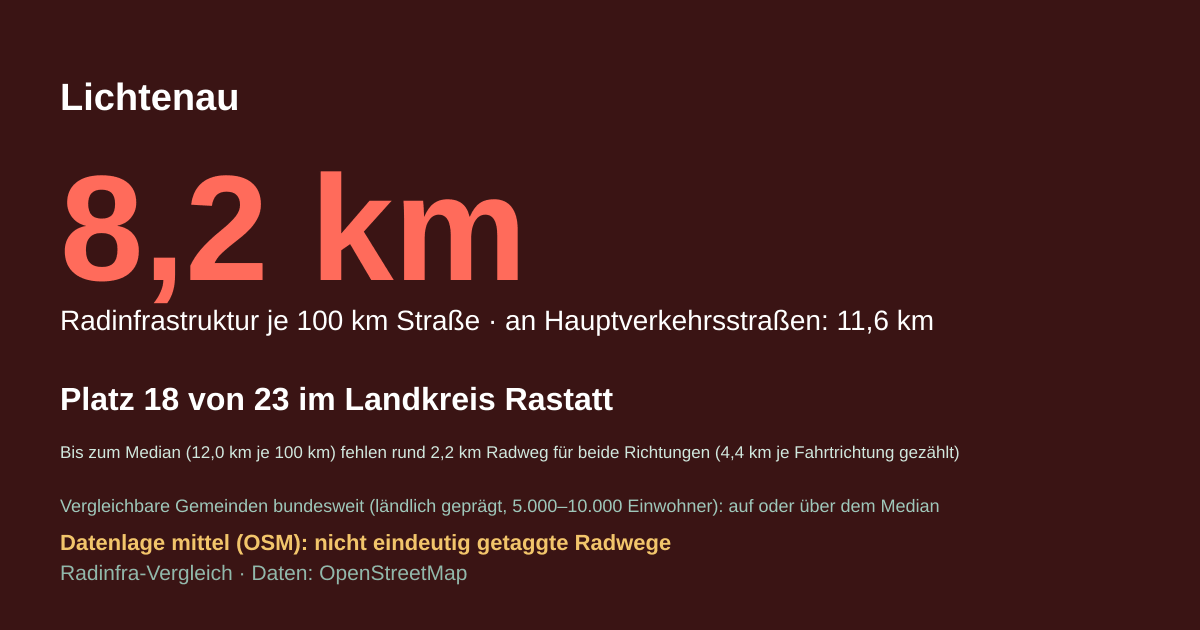 Lichtenau
8,2 km
Radinfrastruktur je 100 km Straße · an Hauptverkehrsstraßen: 11,6 km
Platz 18 von 23 im Landkreis Rastatt
Bis zum Median (12,0 km je 100 km) fehlen rund 2,2 km Radweg für beide Richtungen (4,4 km je Fahrtrichtung gezählt)
Vergleichbare Gemeinden bundesweit (ländlich geprägt, 5.000–10.000 Einwohner): auf oder über dem Median
Datenlage mittel (OSM): nicht eindeutig getaggte Radwege
Radinfra-Vergleich · Daten: OpenStreetMap